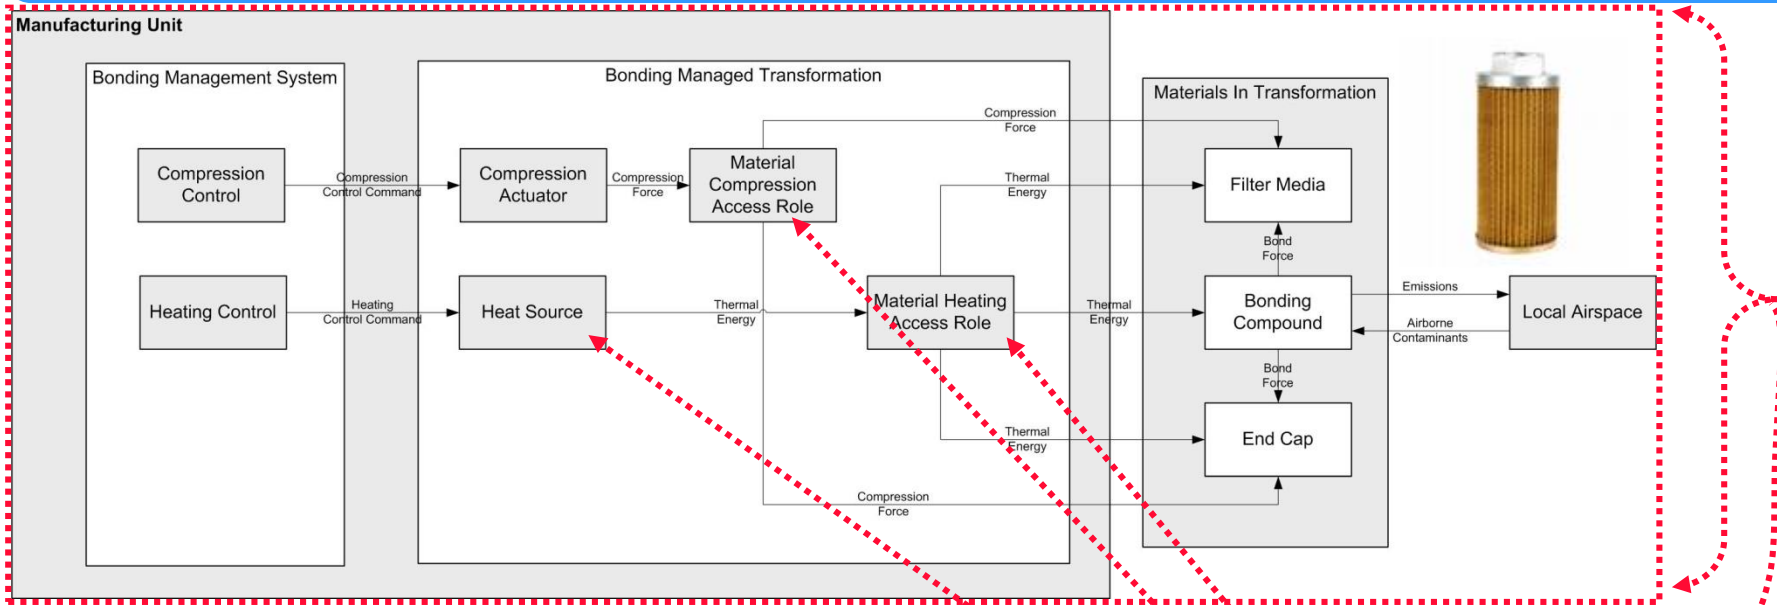 Manufacturing Unit
Bonding Management System
Bonding Managed Transformation
Materials In Transformation
Compression
Control
Compression
Control Command
Compression
Actuator
Compression
Force
Material
Compression
Access Role
Compression
Force
Thermal
Energy
Filter Media
Bond
Force
Heating Control
Heating
Control Command
Heat Source
Thermal
Energy
Material Heating
Access Role
Thermal
Energy
Bonding
Compound
Emissions
Airborne
Contaminants
Local Airspace
Bond
Force
Thermal
Energy
End Cap
Compression
Force